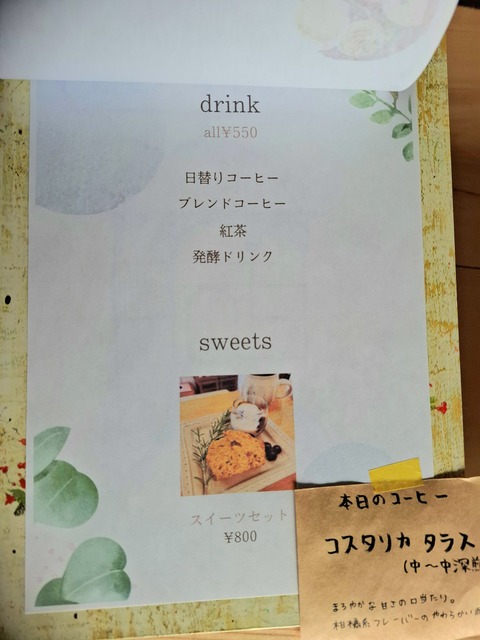 drink
all¥550
日替りコーヒー
ブレンドコーヒー
紅茶
発酵ドリンク
sweets
スイーツセット
¥800
本日のコーヒー
コスタリカ タラス
(中〜中深煎
まろやかな甘さの口当たり。
柑橘系フレーバーのやわらかい